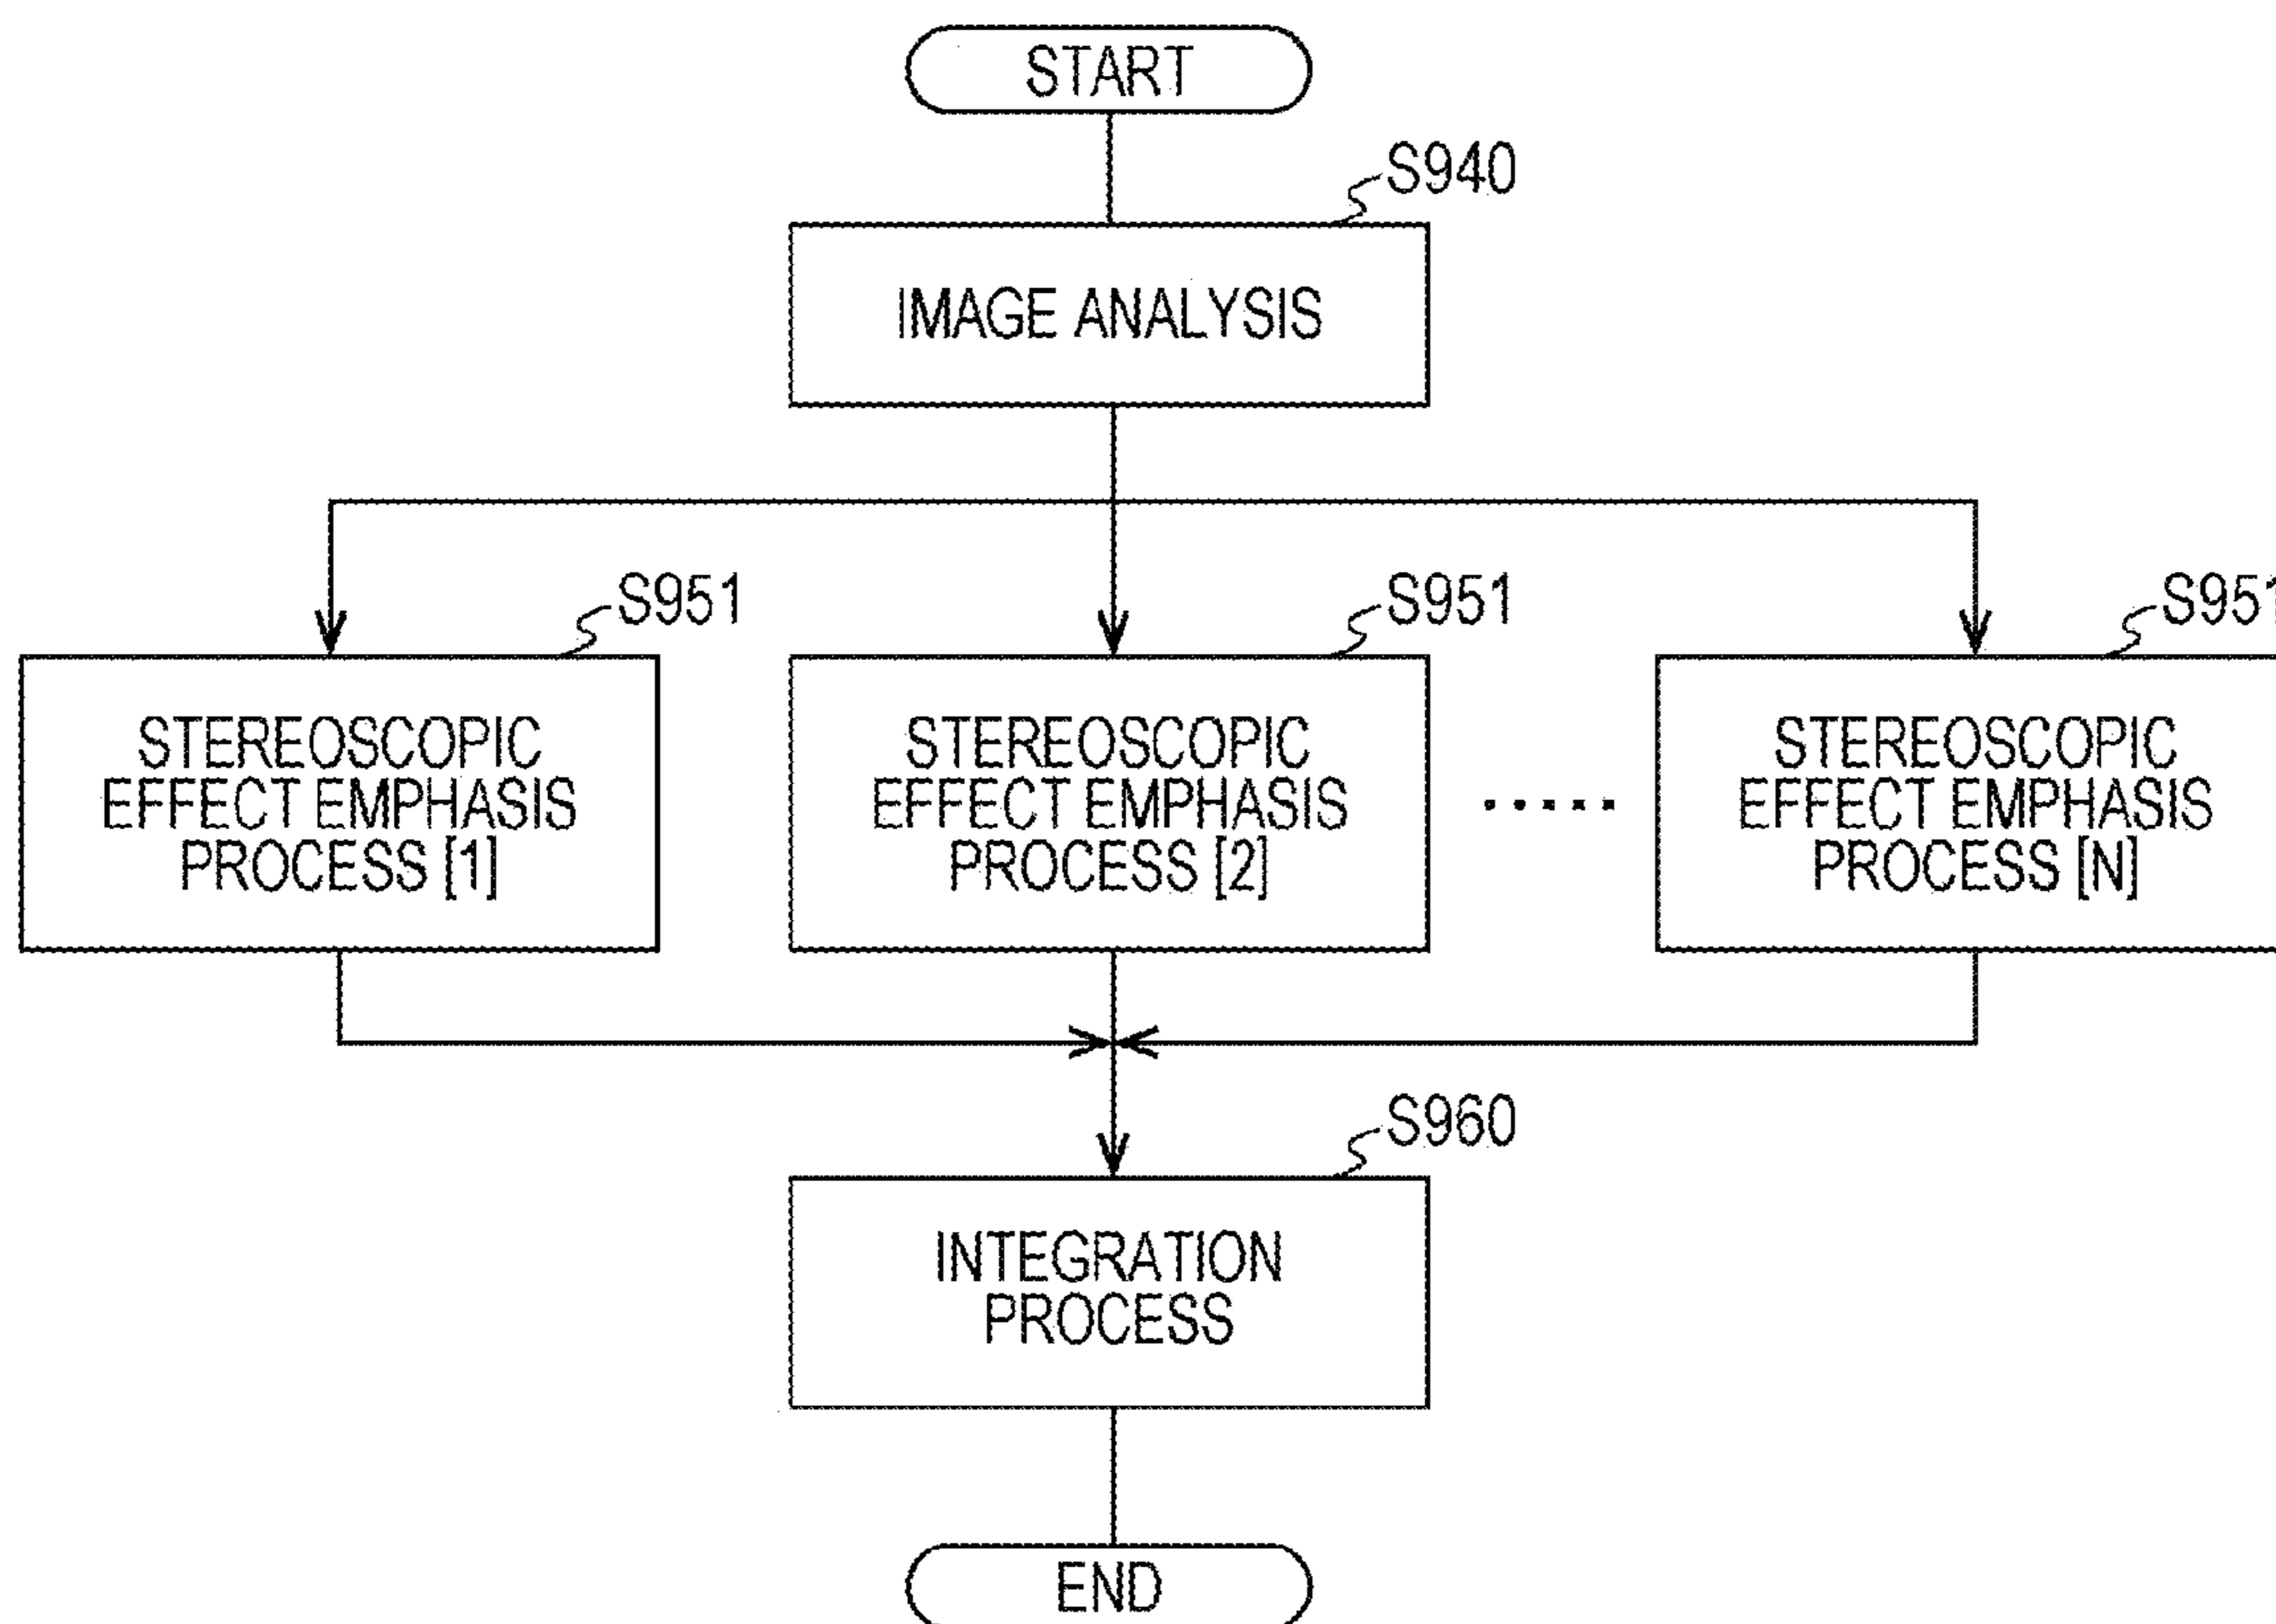 START
S940
IMAGE ANALYSIS
S951
S951
S951
STEREOSCOPIC
EFFECT EMPHASIS
PROCESS [1]
STEREOSCOPIC
EFFECT EMPHASIS
PROCESS [2]
.....
STEREOSCOPIC
EFFECT EMPHASIS
PROCESS [N]
S960
INTEGRATION
PROCESS
END